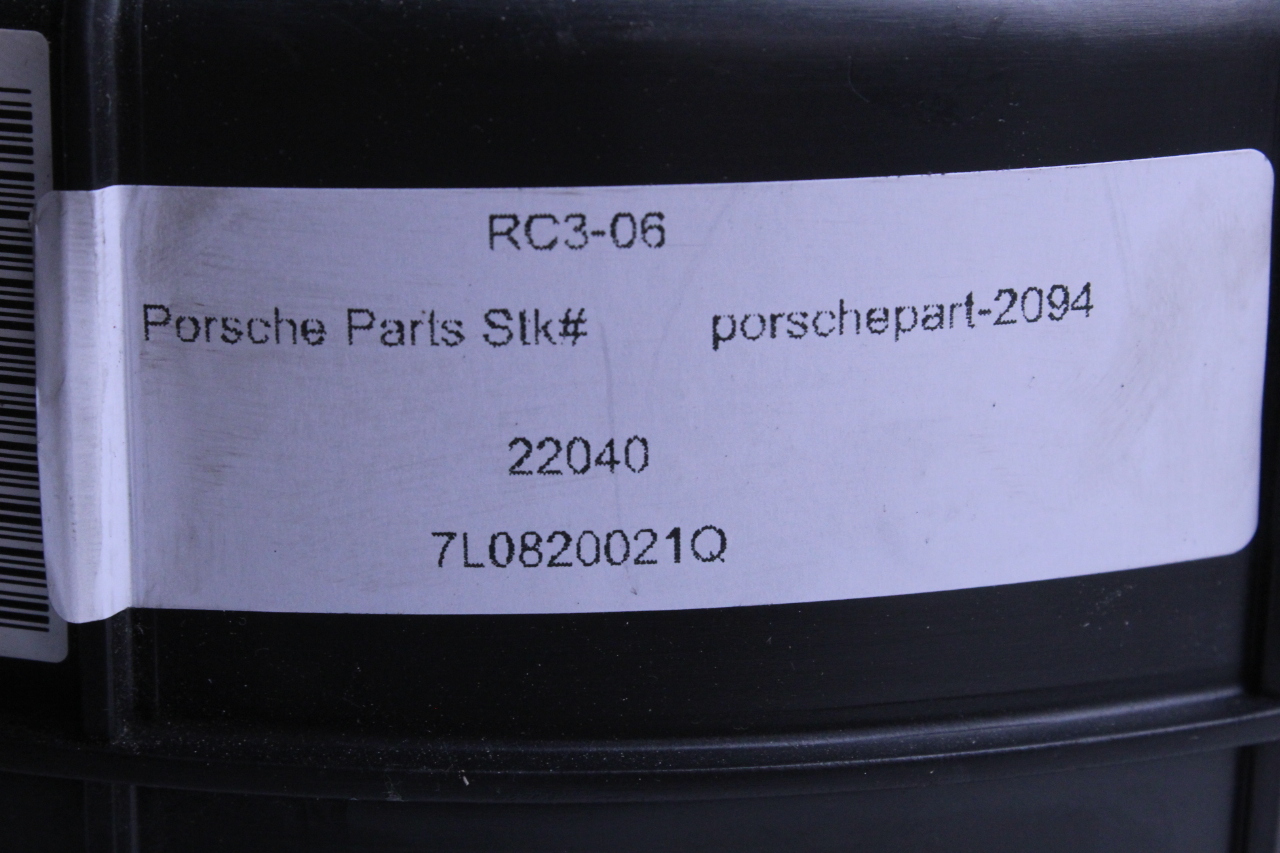 RC3-06
Porsche Parts Stk# porschepart-2094
22040
7L0820021Q